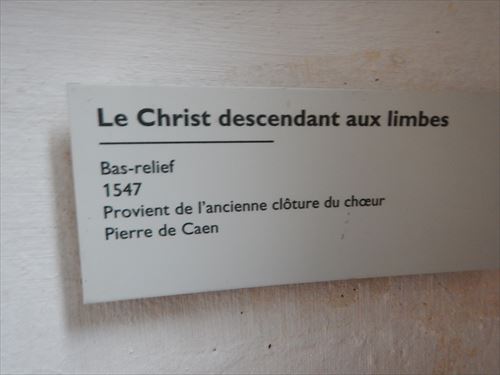 Le Christ descendant aux limbes
Bas-relief
1547
Provient de l'ancienne clôture du chœur
Pierre de Caen